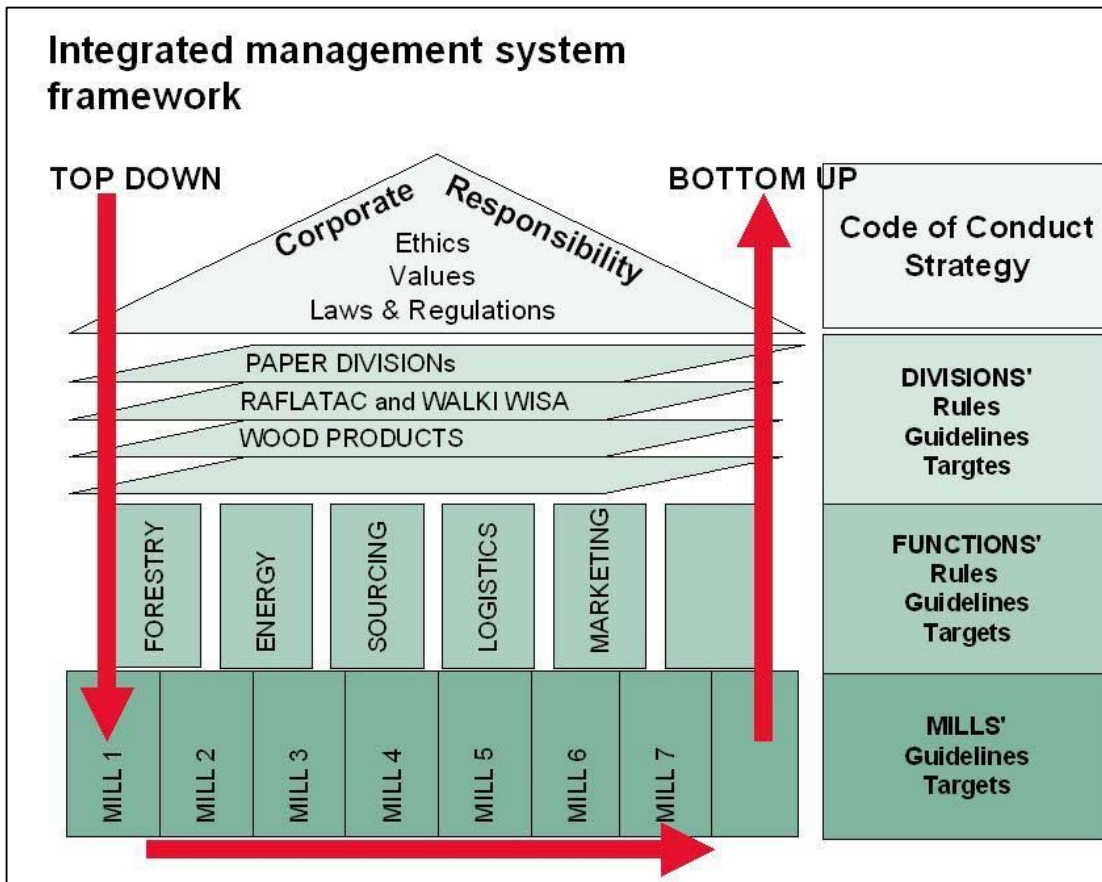 Integrated management system
framework
TOP DOWN
BOTTOM UP
Corporate Responsibility
Ethics
Values
Laws & Regulations
Code of Conduct
Strategy
PAPER DIVISIONs
RAFLATAC and WALKI WISA
WOOD PRODUCTS
DIVISIONS'
Rules
Guidelines
Targtes
FORESTRY
ENERGY
SOURCING
LOGISTICS
MARKETING
FUNCTIONS'
Rules
Guidelines
Targets
MILL 1
MILL 2
MILL 3
MILL 4
MILL 5
MILL 6
MILL 7
MILLS'
Guidelines
Targets